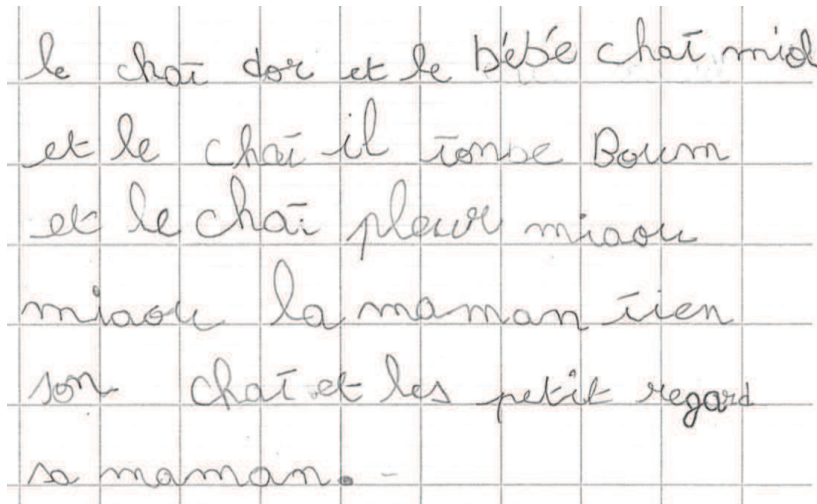 le chat dor et le bébé chat miol
et le chat il tonbe Boum
et le chat pleur miaou
miaou la maman tien
son chat et les petit regard
sa maman.